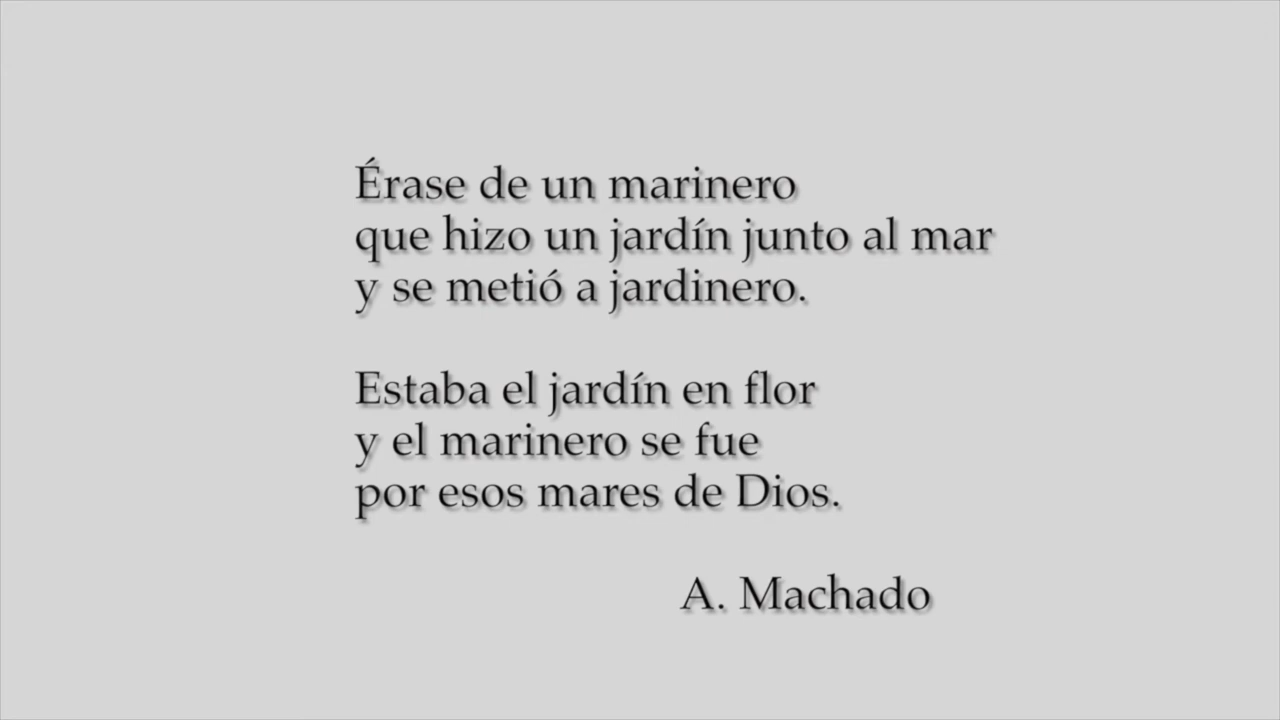 Érase de un marinero
que hizo un jardín junto al mar
y se metió a jardinero.
Estaba el jardín en flor
y el marinero se fue
por esos mares de Dios.
A. Machado